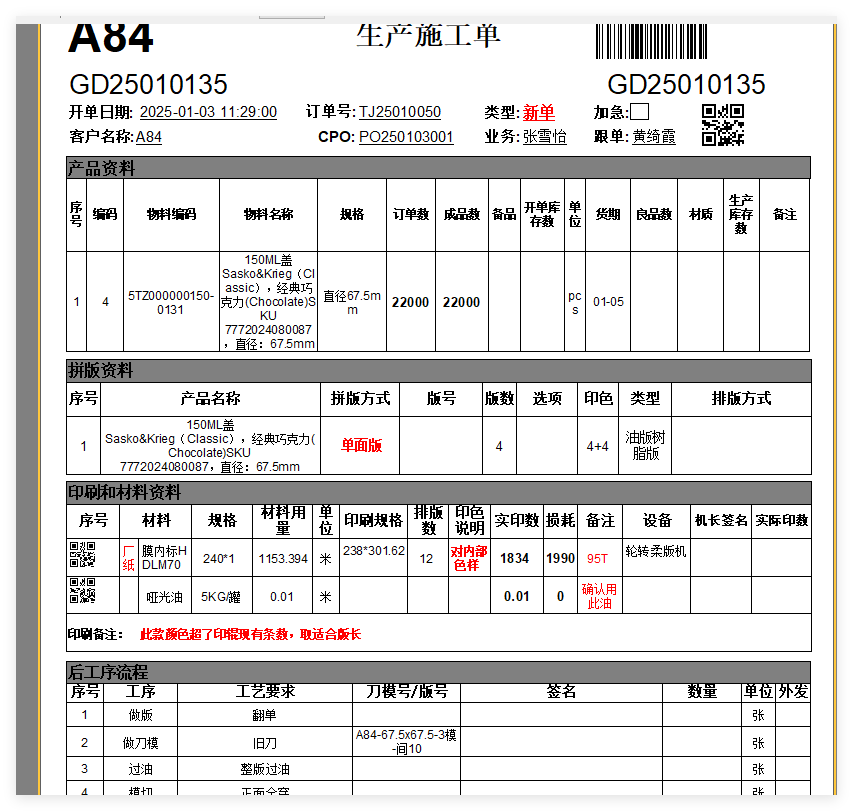 A84
生产施工单
GD25010135
GD25010135
开单日期: 2025-01-03 11:29:00 订单号: TJ25010050 类型: 新单 加急:
客户名称: A84 CPO: PO250103001 业务: 张雪怡 跟单: 黄绮霞
产品资料
序号 编码 物料编码 物料名称 规格 订单数 成品数 备品 开单库存数 单位 货期 良品数 材质 生产库存数 备注
1 4 5TZ000000150-0131 150ML盖Sasko&Krieg（Classic），经典巧克力(Chocolate)SKU 7772024080087，直径：67.5mm 直径67.5mm 22000 22000 pcs 01-05
拼版资料
序号 产品名称 拼版方式 版号 版数 选项 印色 类型 排版方式
1 150ML盖Sasko&Krieg（Classic），经典巧克力(Chocolate)SKU 7772024080087，直径：67.5mm 单面版 4 4+4 油版树脂版
印刷和材料资料
序号 材料 规格 材料用量 单位 印刷规格 排版数 印色说明 实印数 损耗 备注 设备 机长签名 实际印数
厂纸 膜内标HDLM70 240*1 1153.394 米 238*301.62 12 对内部色样 1834 1990 95T 轮转柔版机
哑光油 5KG/罐 0.01 米 0.01 0 确认用此油
印刷备注： 此款颜色超了印辊现有条数，取适合版长
后工序流程
序号 工序 工艺要求 刀模号/版号 签名 数量 单位 外发
1 做版 翻单 张
2 做刀模 旧刀 A84-67.5x67.5-3模-间10 张
3 过油 整版过油 张
4 模切 正面全穿 张